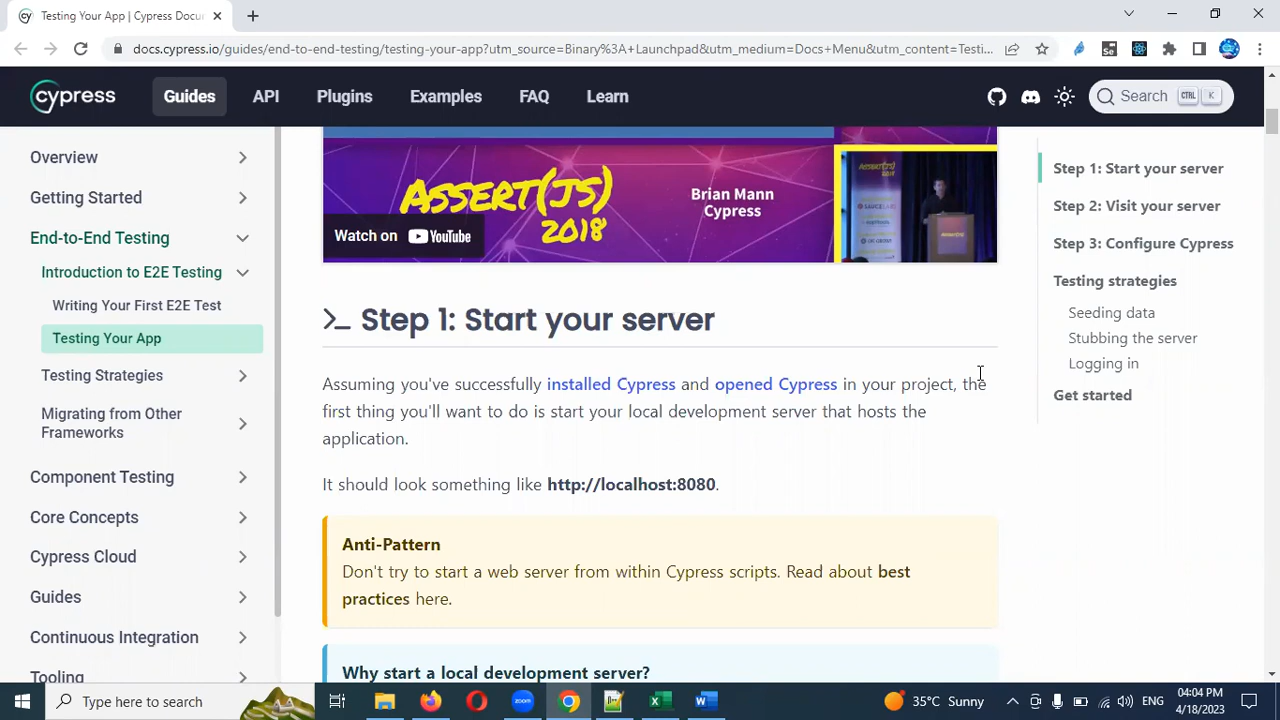 Testing Your App | Cypress Docu
docs.cypress.io/guides/end-to-end-testing/testing-your-app?utm_source=Binary%3A+Launchpad&utm_medium=Docs+Menu&utm_content=Testi...
cypress
Guides
API
Plugins
Examples
FAQ
Learn
Search
CTRL
K
Overview
Getting Started
End-to-End Testing
Introduction to E2E Testing
Writing Your First E2E Test
Testing Your App
Testing Strategies
Migrating from Other
Frameworks
Component Testing
Core Concepts
Cypress Cloud
Guides
Continuous Integration
Tooling
ASSERT(JS)
2018
Brian Mann
Cypress
Watch on YouTube
Step 1: Start your server
Assuming you've successfully installed Cypress and opened Cypress in your project, the
first thing you'll want to do is start your local development server that hosts the
application.
It should look something like http://localhost:8080.
Anti-Pattern
Don't try to start a web server from within Cypress scripts. Read about best
practices here.
Why start a local development server?
Step 1: Start your server
Step 2: Visit your server
Step 3: Configure Cypress
Testing strategies
Seeding data
Stubbing the server
Logging in
Get started
Type here to search
zoom
35°C Sunny
ENG
04:04 PM
4/18/2023